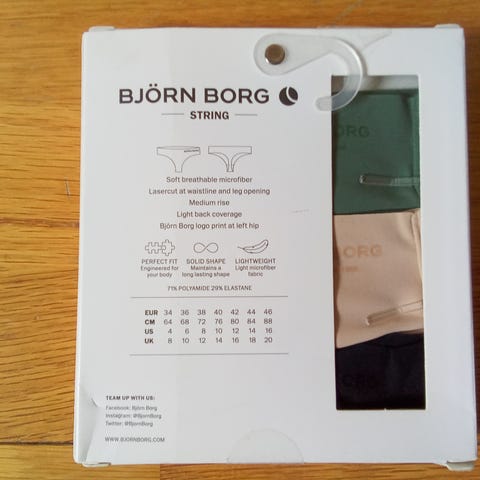 BJÖRN BORG
STRING
Soft breathable microfiber
Lasercut at waistline and leg opening
Medium rise
Light back coverage
Björn Borg logo print at left hip
PERFECT FIT
Engineered for
your body
SOLID SHAPE
Maintains a
long lasting shape
LIGHTWEIGHT
Light microfiber
fabric
71% POLYAMIDE 29% ELASTANE
EUR 34 36 38 40 42 44 46
CM 64 68 72 76 80 84 88
US 4 6 8 10 12 14 16
UK 8 10 12 14 16 18 20
TEAM UP WITH US:
Facebook: Björn Borg
Instagram: @BjornBorg
Twitter: @BjornBorg
WWW.BJORNBORG.COM
BORG
BORG
BORG